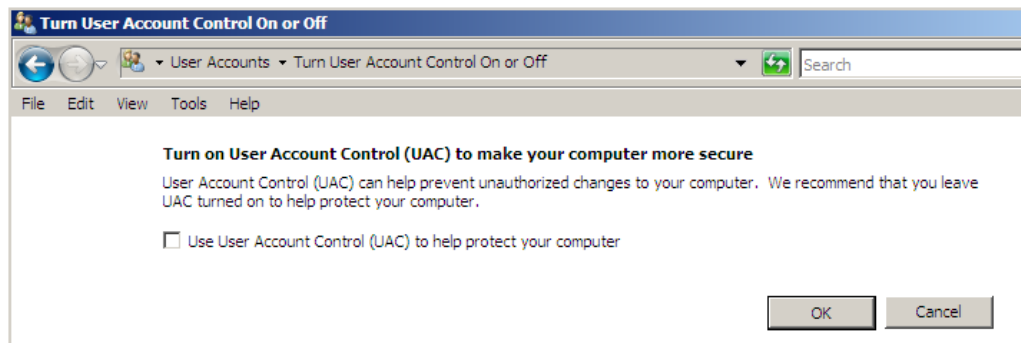 Turn User Account Control On or Off
User Accounts Turn User Account Control On or Off Search
File Edit View Tools Help
Turn on User Account Control (UAC) to make your computer more secure
User Account Control (UAC) can help prevent unauthorized changes to your computer. We recommend that you leave
UAC turned on to help protect your computer.
Use User Account Control (UAC) to help protect your computer
OK Cancel